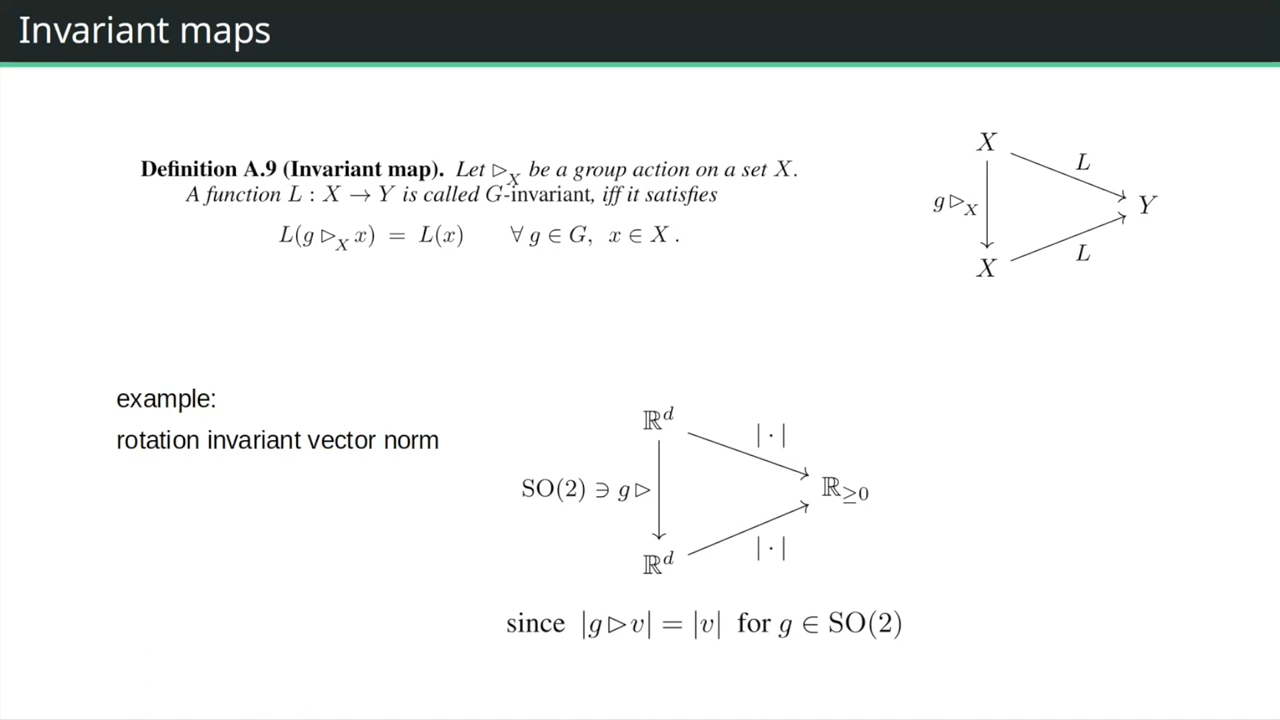 Invariant maps
Definition A.9 (Invariant map). Let ▷_X be a group action on a set X.
A function L : X → Y is called G-invariant, iff it satisfies
L(g ▷_X x) = L(x) ∀ g ∈ G, x ∈ X .
X
L
g▷_X
Y
X
L
example:
rotation invariant vector norm
ℝ^d
| · |
SO(2) ∋ g▷
ℝ_≥0
ℝ^d
| · |
since |g▷v| = |v| for g ∈ SO(2)